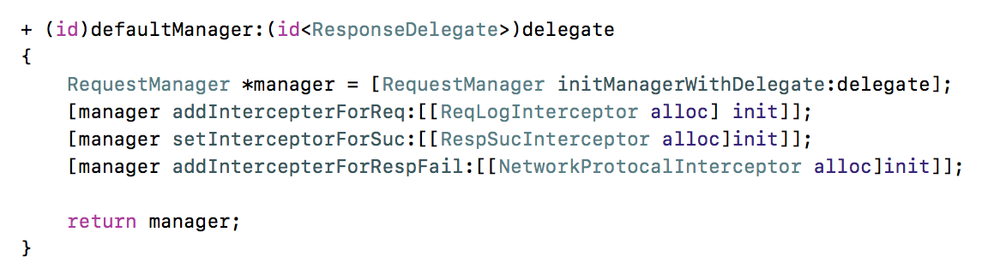 + (id)defaultManager:(id<ResponseDelegate>)delegate
{
    RequestManager *manager = [RequestManager initManagerWithDelegate:delegate];
    [manager addIntercepterForReq:[[ReqLogInterceptor alloc] init]];
    [manager setInterceptorForSuc:[[RespSucInterceptor alloc]init]];
    [manager addIntercepterForRespFail:[[NetworkProtocalInterceptor alloc]init]];
    return manager;
}